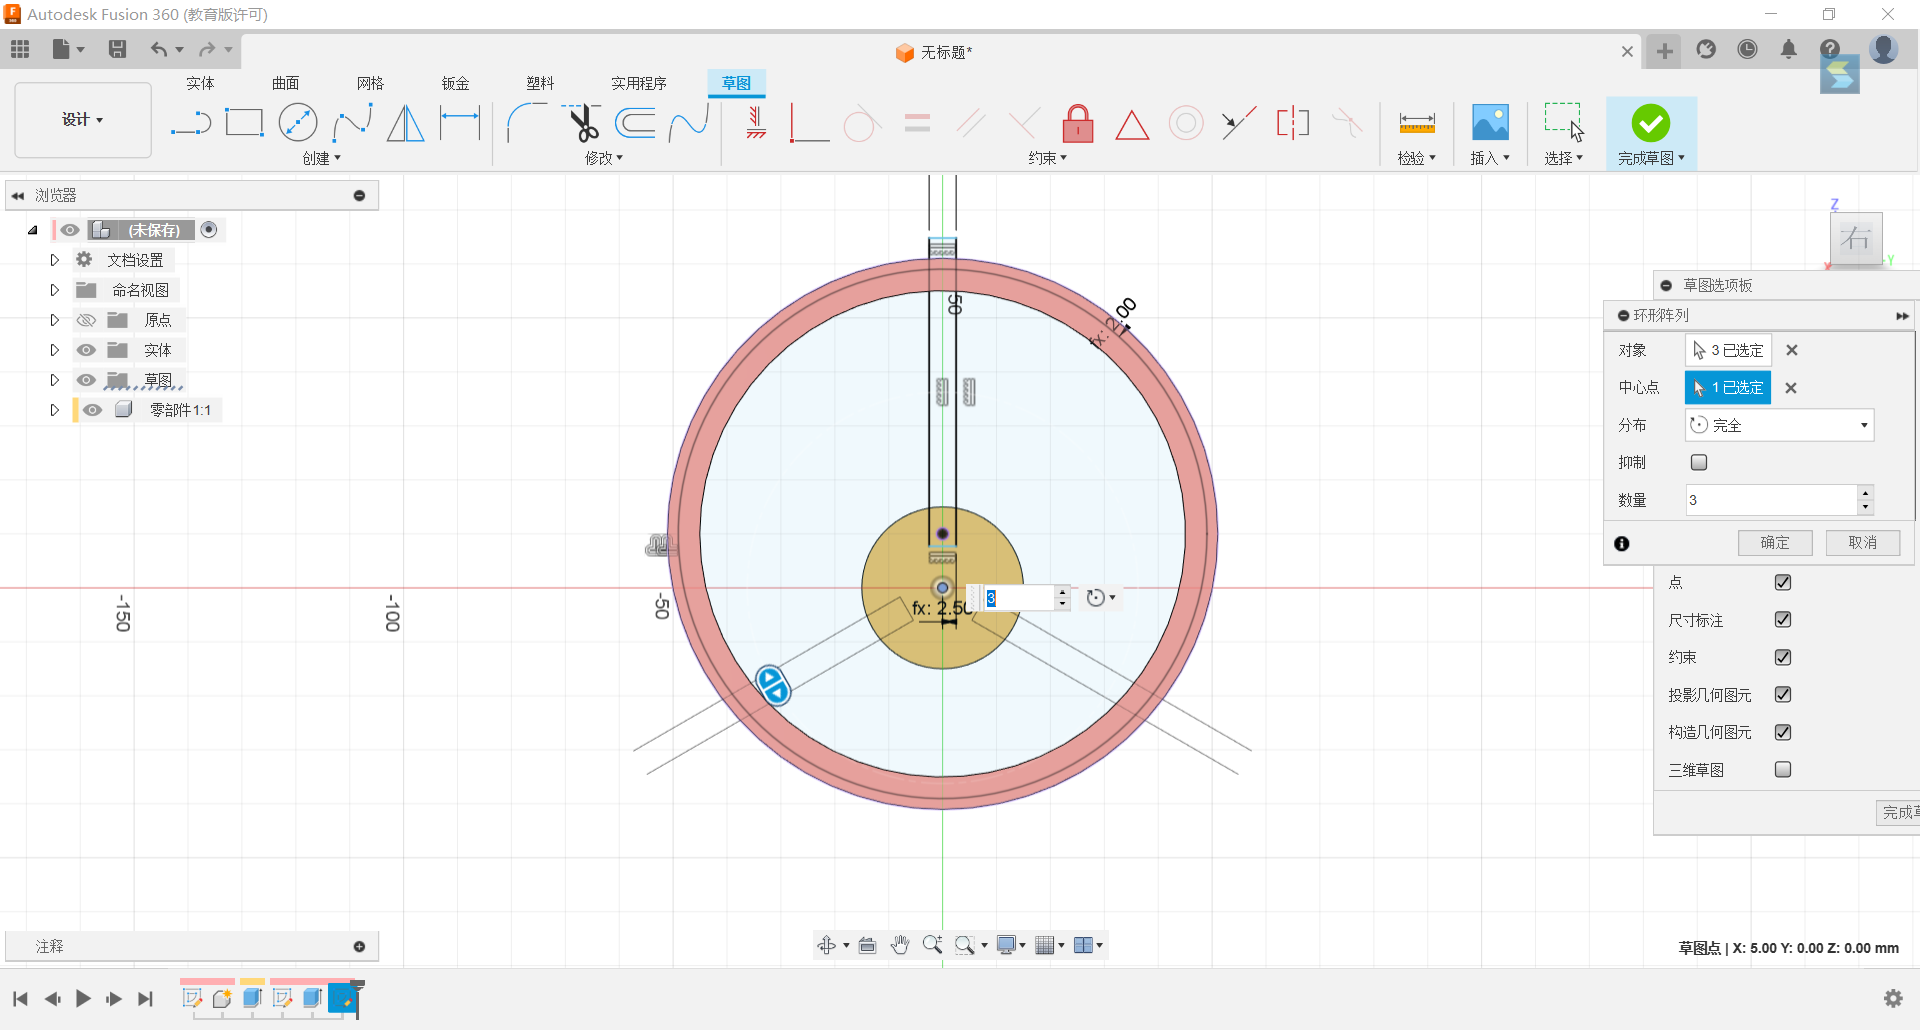 Autodesk Fusion 360 (教育版许可)
无标题*
实体 曲面 网格 钣金 塑料 实用程序 草图
设计
创建 修改 约束 检验 插入 选择 完成草图
浏览器
(未保存)
文档设置
命名视图
原点
实体
草图
零部件1:1
Z
右
X
Y
草图选项板
环形阵列
对象 3 已选定
中心点 1 已选定
分布 完全
抑制
数量 3
确定 取消
点
尺寸标注
约束
投影几何图元
构造几何图元
三维草图
完成草
50
fx: 2.00
3
fx: 2.50
-150
-100
-50
注释
草图点 | X: 5.00 Y: 0.00 Z: 0.00 mm